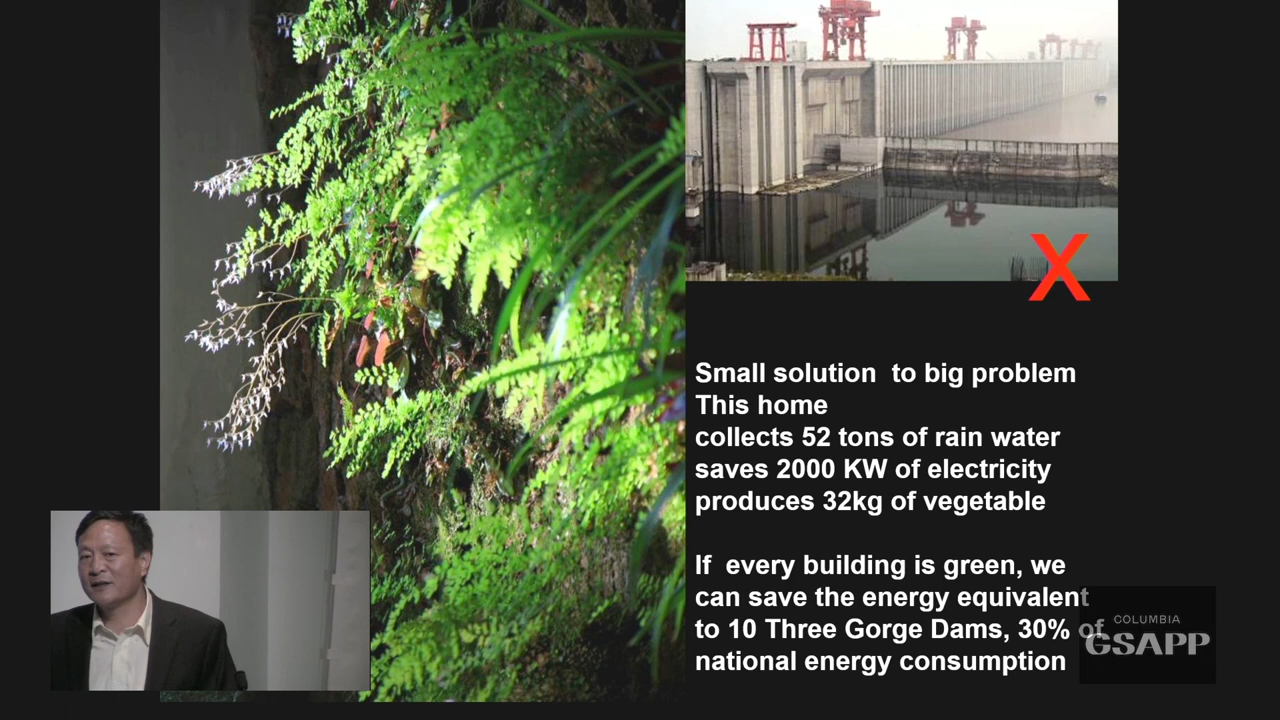 X
Small solution  to big problem
This home
collects 52 tons of rain water
saves 2000 KW of electricity
produces 32kg of vegetable
If  every building is green, we
can save the energy equivalent
to 10 Three Gorge Dams, 30% of
national energy consumption
COLUMBIA
GSAPP